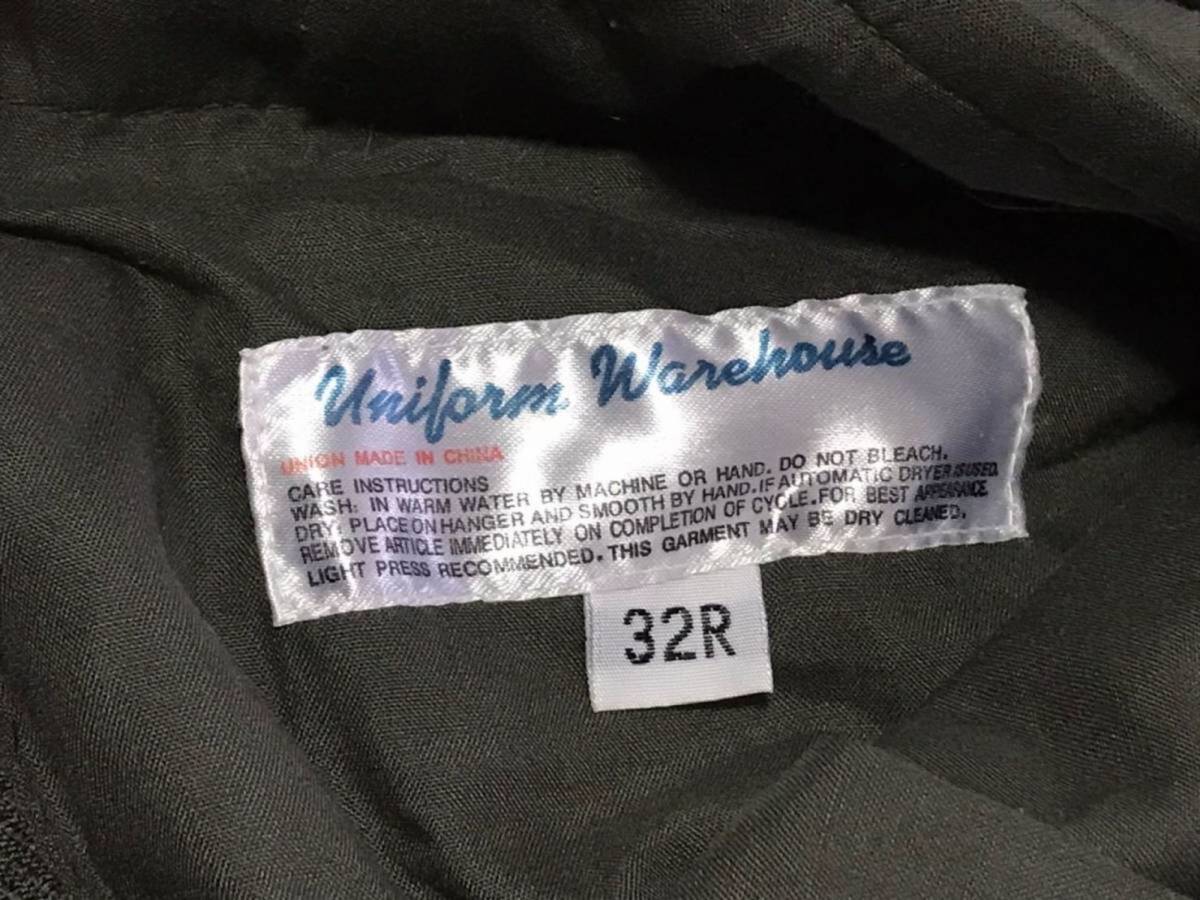 Uniform Warehouse
UNION MADE IN CHINA
CARE INSTRUCTIONS
WASH: IN WARM WATER BY MACHINE OR HAND. DO NOT BLEACH.
DRY: PLACE ON HANGER AND SMOOTH BY HAND. IF AUTOMATIC DRYER IS USED
REMOVE ARTICLE IMMEDIATELY ON COMPLETION OF CYCLE. FOR BEST APPEARANCE
LIGHT PRESS RECOMMENDED. THIS GARMENT MAY BE DRY CLEANED.
32R